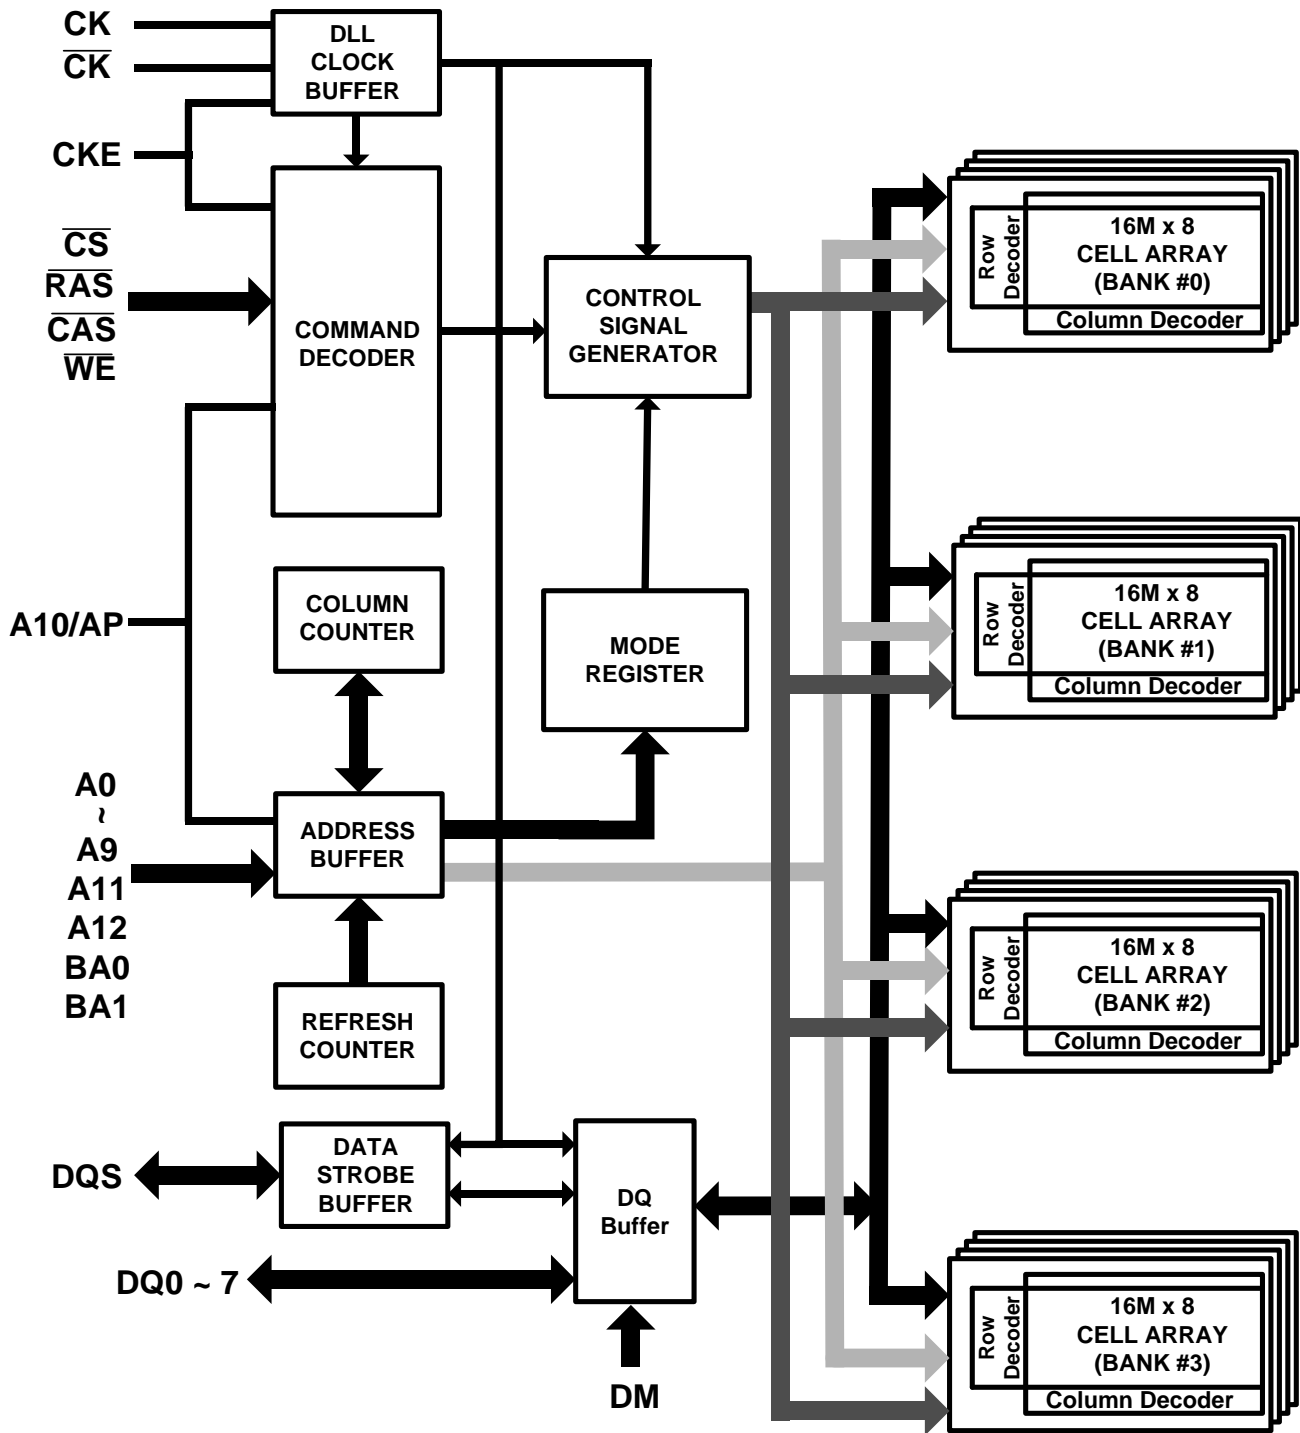 CK
CK
CKE
CS
RAS
CAS
WE
A10/AP
A0
~
A9
A11
A12
BA0
BA1
DQS
DQ0 ~ 7
DM
DLL
CLOCK
BUFFER
COMMAND
DECODER
CONTROL
SIGNAL
GENERATOR
COLUMN
COUNTER
MODE
REGISTER
ADDRESS
BUFFER
REFRESH
COUNTER
DATA
STROBE
BUFFER
DQ
Buffer
Row
Decoder
16M x 8
CELL ARRAY
(BANK #0)
Column Decoder
Row
Decoder
16M x 8
CELL ARRAY
(BANK #1)
Column Decoder
Row
Decoder
16M x 8
CELL ARRAY
(BANK #2)
Column Decoder
Row
Decoder
16M x 8
CELL ARRAY
(BANK #3)
Column Decoder